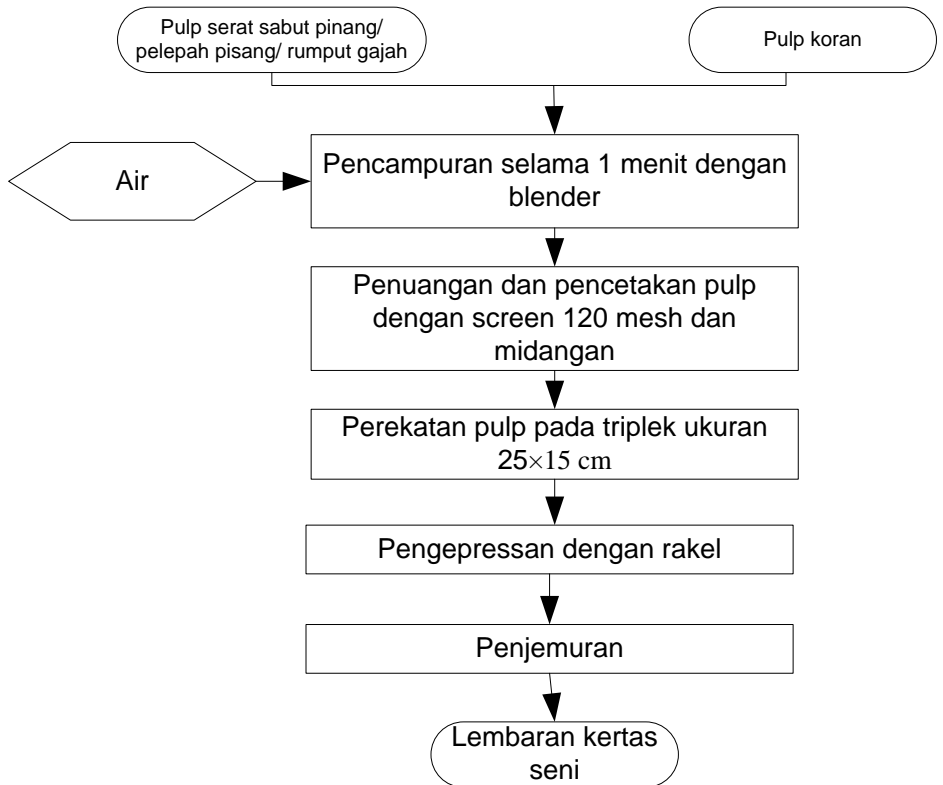 Pulp serat sabut pinang/
pelepah pisang/ rumput gajah
Pulp koran
Air
Pencampuran selama 1 menit dengan
blender
Penuangan dan pencetakan pulp
dengan screen 120 mesh dan
midangan
Perekatan pulp pada triplek ukuran
25×15 cm
Pengepressan dengan rakel
Penjemuran
Lembaran kertas
seni